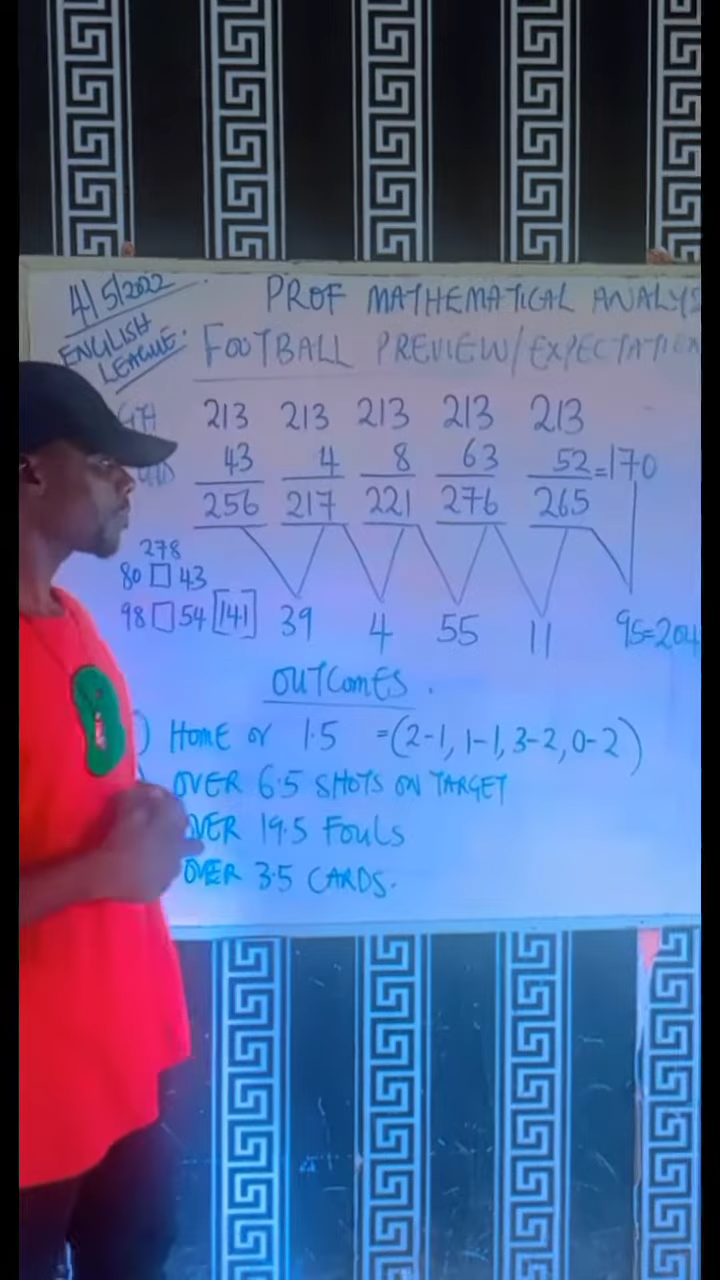 4/5/2022
ENGLISH
LEAGUE:
PROF MATHEMATICAL ANALYS
FOOTBALL PREVIEW/EXPECTATION
213 213 213 213 213
43 4 8 63 52=170
256 217 221 276 265
278
80 □ 43
98 □ 54 [141] 39 4 55 11 95=204
OUTCOMES.
) HOME or 1.5 =(2-1, 1-1, 3-2, 0-2)
OVER 6.5 SHOTS ON TARGET
OVER 19.5 FOULS
OVER 3.5 CARDS.